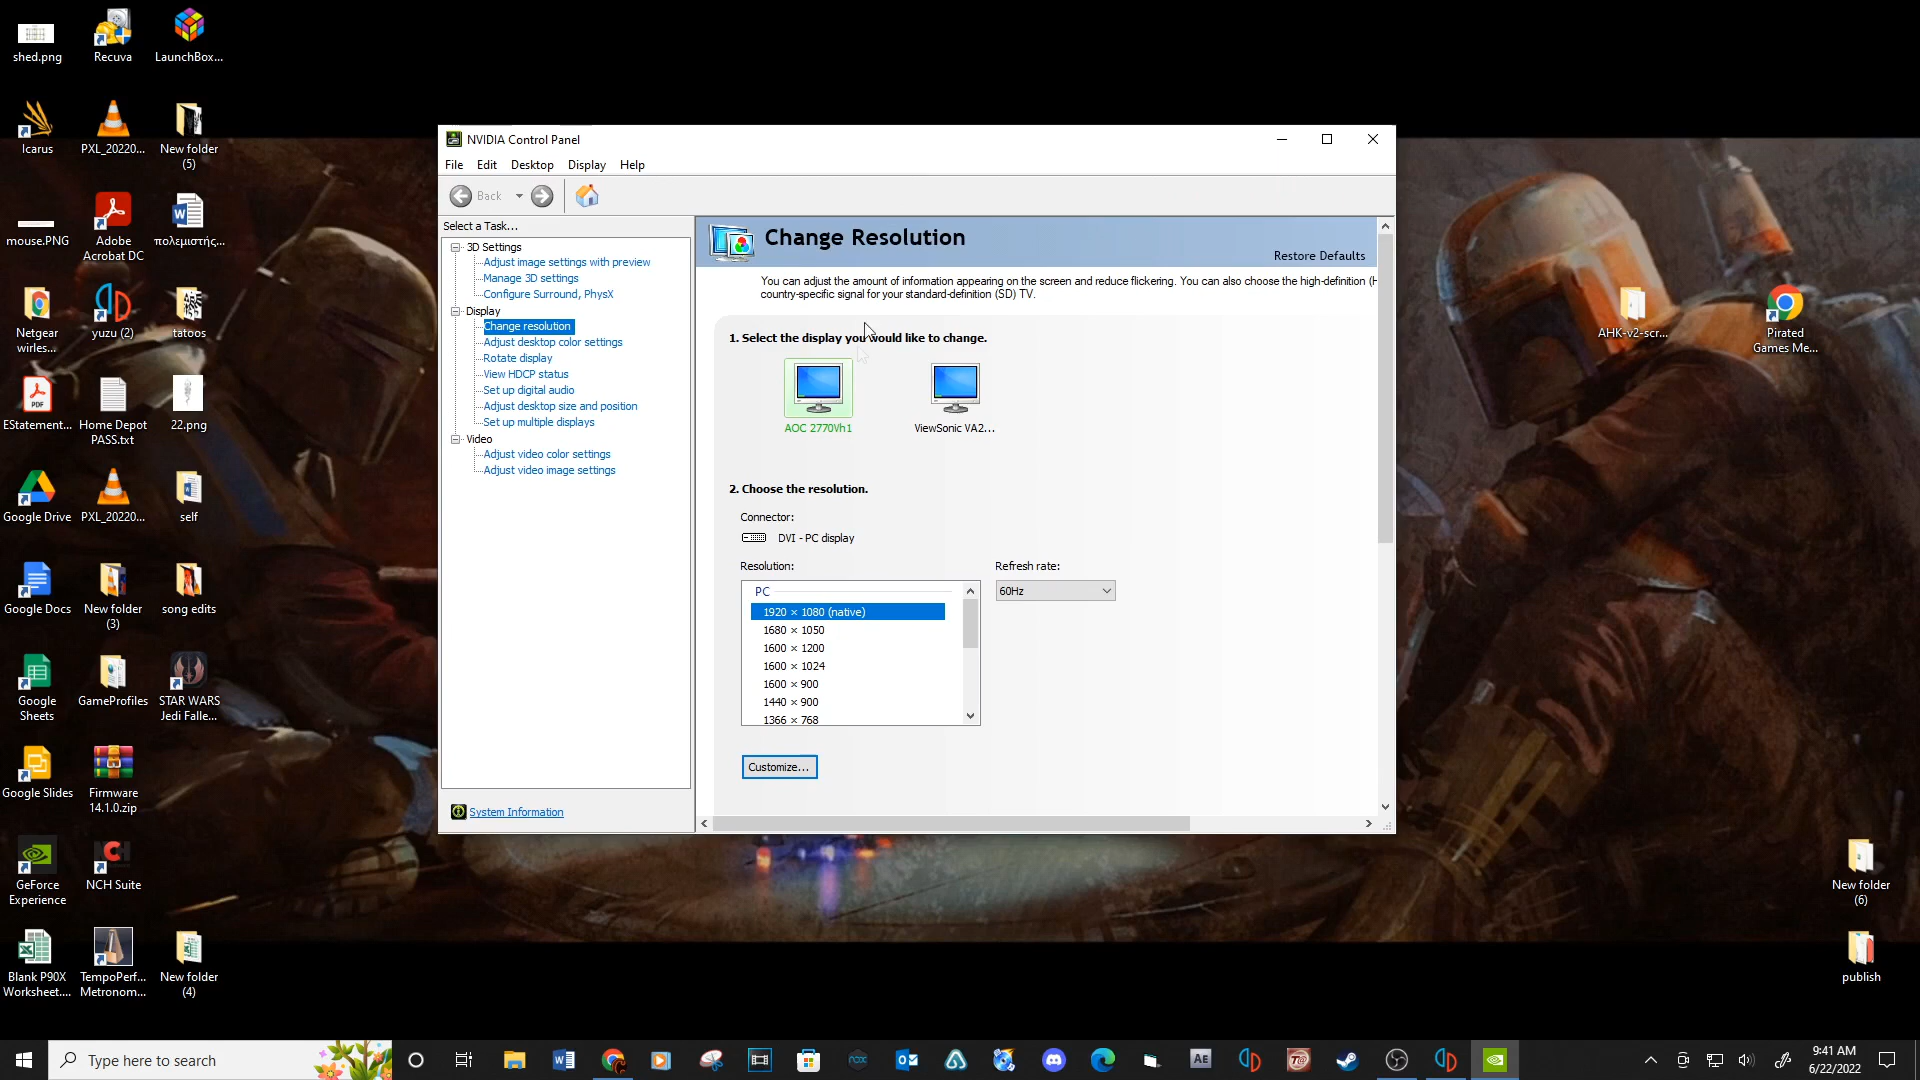 shed.png
Recuva
LaunchBox...
Icarus
PXL_20220...
New folder
(5)
mouse.PNG
Adobe
Acrobat DC
πολεμιστής...
Netgear
wirles...
yuzu (2)
tatoos
EStatement...
Home Depot
PASS.txt
22.png
Google Drive
PXL_20220...
self
Google Docs
New folder
(3)
song edits
Google
Sheets
GameProfiles
STAR WARS
Jedi Falle...
Google Slides
Firmware
14.1.0.zip
GeForce
Experience
NCH Suite
Blank P90X
Worksheet....
TempoPerf...
Metronom...
New folder
(4)
NVIDIA Control Panel
File Edit Desktop Display Help
Back
Select a Task...
3D Settings
Adjust image settings with preview
Manage 3D settings
Configure Surround, PhysX
Display
Change resolution
Adjust desktop color settings
Rotate display
View HDCP status
Set up digital audio
Adjust desktop size and position
Set up multiple displays
Video
Adjust video color settings
Adjust video image settings
System Information
Change Resolution
Restore Defaults
You can adjust the amount of information appearing on the screen and reduce flickering. You can also choose the high-definition (H
country-specific signal for your standard-definition (SD) TV.
1. Select the display you would like to change.
AOC 2770Vh1
ViewSonic VA2...
2. Choose the resolution.
Connector:
DVI - PC display
Resolution:
Refresh rate:
PC
60Hz
1920 × 1080 (native)
1680 × 1050
1600 × 1200
1600 × 1024
1600 × 900
1440 × 900
1366 × 768
Customize...
AHK-v2-scr...
Pirated
Games Me...
New folder
(6)
publish
Type here to search
9:41 AM
6/22/2022